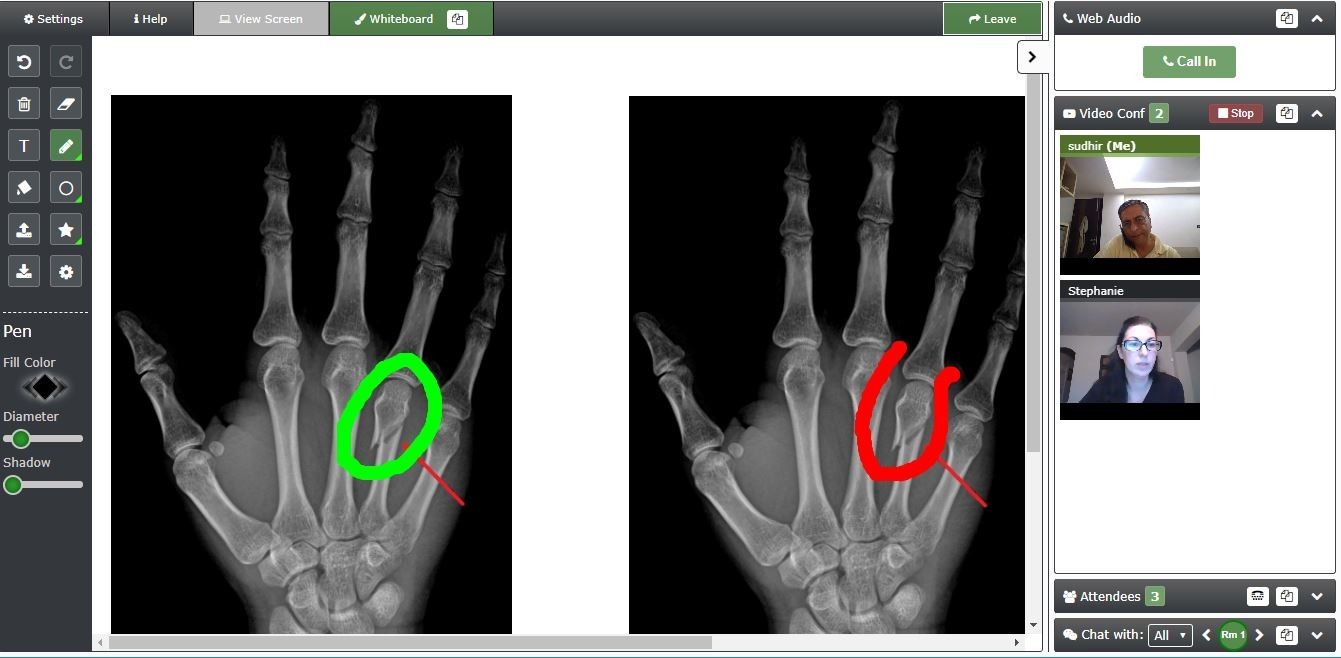 Settings
Help
View Screen
Whiteboard
Leave
T
Pen
Fill Color
Diameter
Shadow
Web Audio
Call In
Video Conf 2
Stop
sudhir (Me)
Stephanie
Attendees 3
Chat with: All Rm 1